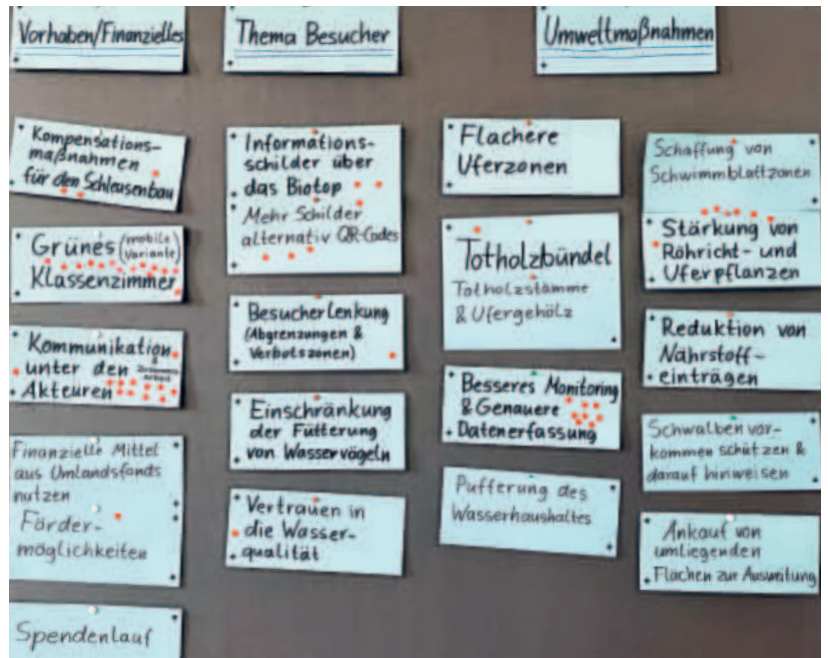 Vorhaben/Finanzielles
Kompensations-
maßnahmen
für den Schleusenbau
Grünes (mobile Variante)
Klassenzimmer
Kommunikation
unter den
Akteuren
Finanzielle Mittel
aus Umlandsfonds
nutzen
Förder-
möglichkeiten
Spendenlauf
Thema Besucher
Informations-
schilder über
das Biotop
Mehr Schilder
alternativ QR-Codes
Besucherlenkung
(Abgrenzungen &
Verbotszonen)
Einschränkung
der Fütterung
von Wasservögeln
Vertrauen in
die Wasser-
qualität
Umweltmaßnahmen
Flachere
Uferzonen
Totholzbündel
Totholzstämme
& Ufergehölz
Besseres Monitoring
& Genauere
Datenerfassung
Pufferung des
Wasserhaushaltes
Schaffung von
Schwimmblattzonen
Stärkung von
Röhricht- und
Uferpflanzen
Reduktion von
Nährstoff-
einträgen
Schwalbenvor-
kommen schützen &
darauf hinweisen
Ankauf von
umliegenden
Flächen zur Ausweitung